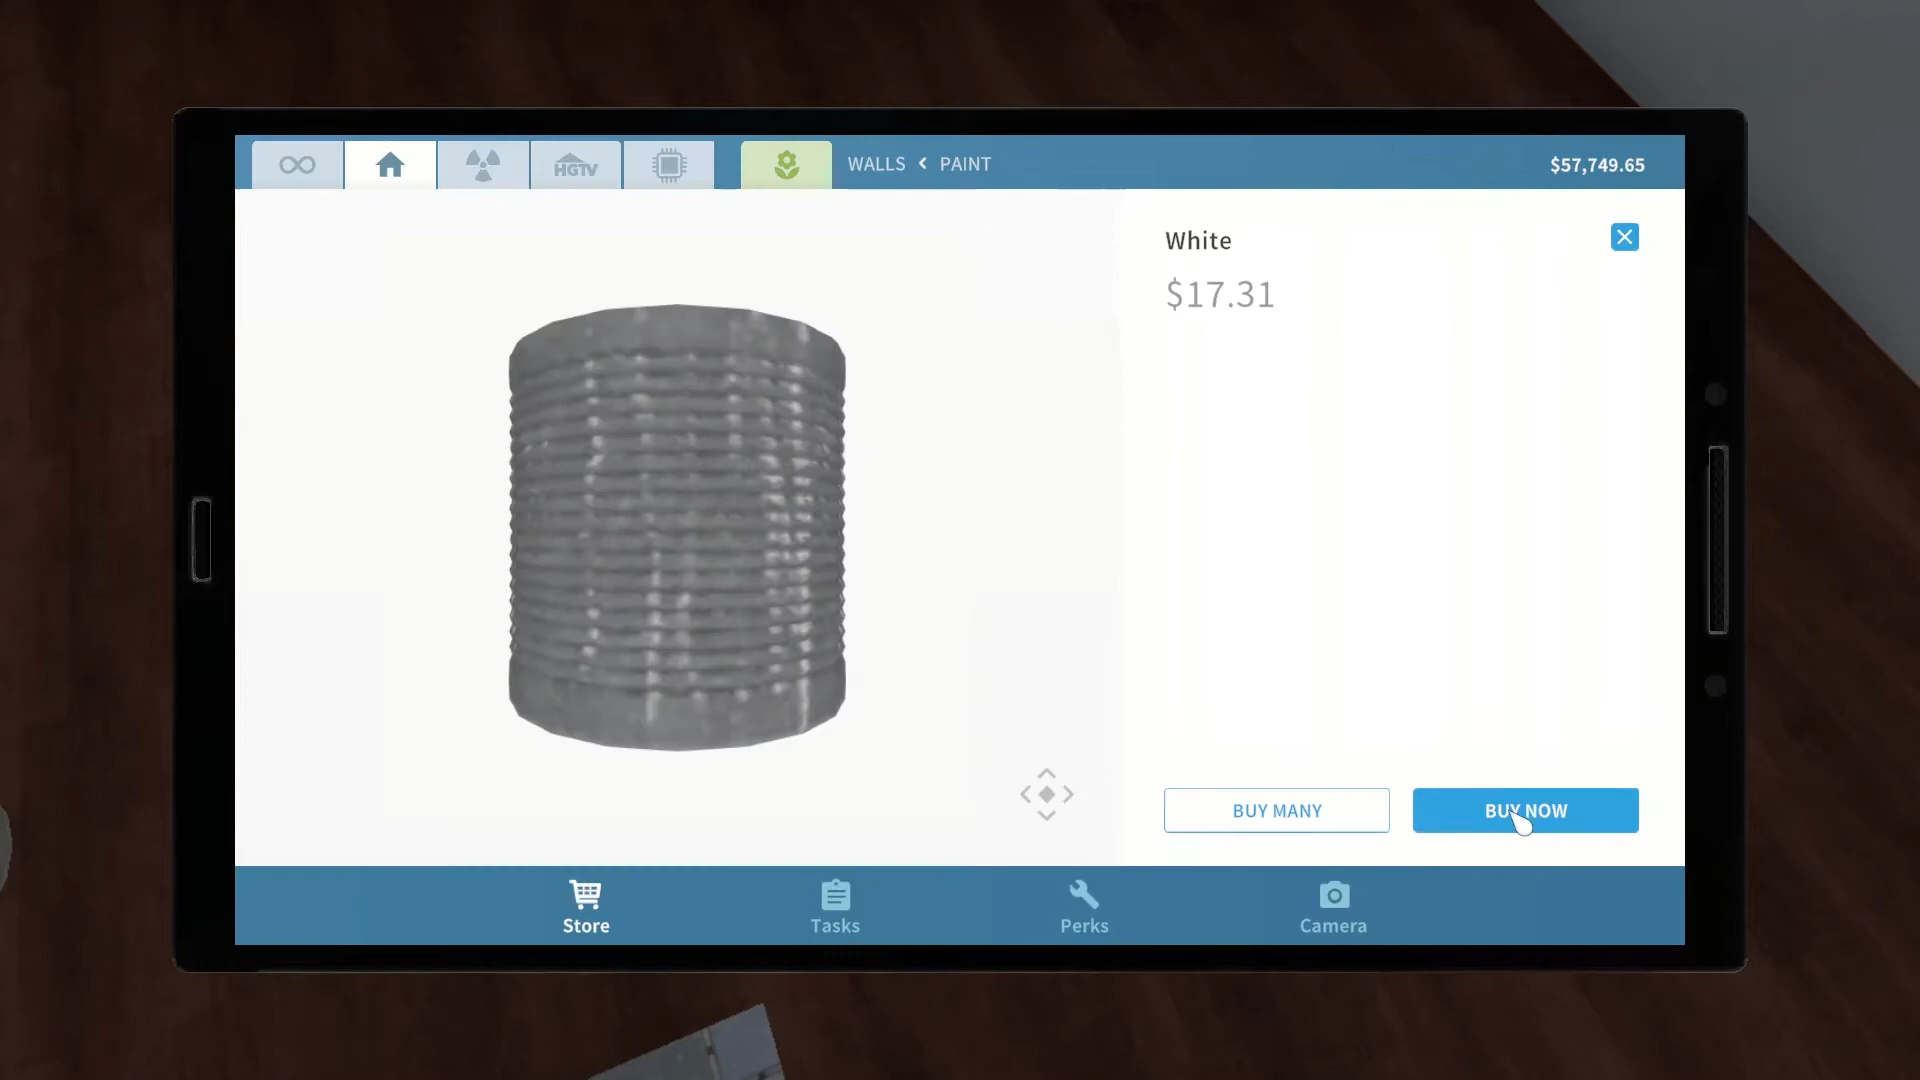 HGTV
WALLS < PAINT
$57,749.65
White
$17.31
BUY MANY
BUY NOW
Store
Tasks
Perks
Camera